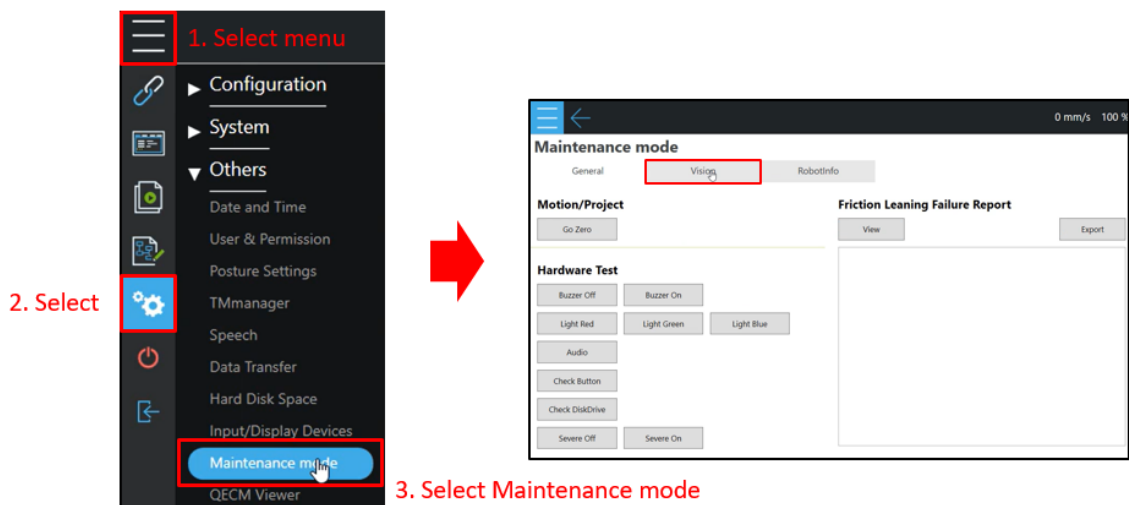 1. Select menu
Configuration
System
Others
Date and Time
User & Permission
Posture Settings
2. Select
TMmanager
Speech
Data Transfer
Hard Disk Space
Input/Display Devices
Maintenance mode
QECM Viewer
3. Select Maintenance mode
0 mm/s 100 %
Maintenance mode
General Vision RobotInfo
Motion/Project Friction Leaning Failure Report
Go Zero View Export
Hardware Test
Buzzer Off Buzzer On
Light Red Light Green Light Blue
Audio
Check Button
Check DiskDrive
Severe Off Severe On